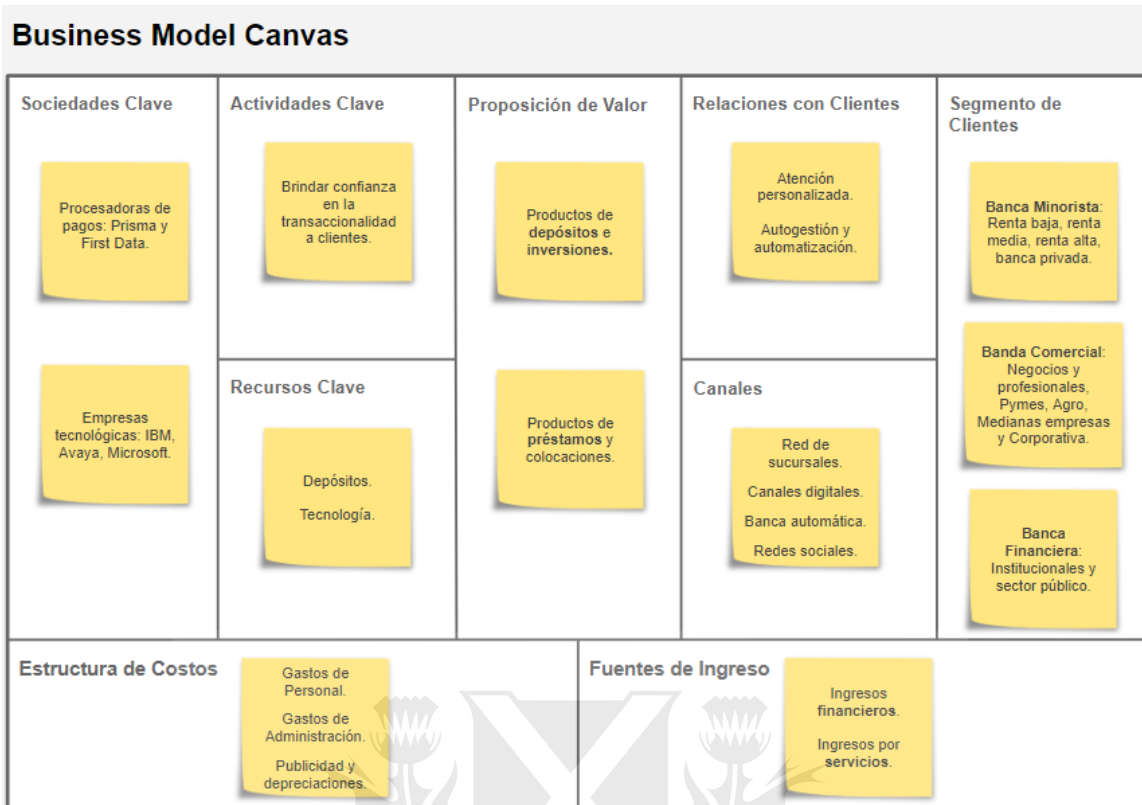 Business Model Canvas
Sociedades Clave
Procesadoras de
pagos: Prisma y
First Data.
Empresas
tecnológicas: IBM,
Avaya, Microsoft.
Actividades Clave
Brindar confianza
en la
transaccionalidad
a clientes.
Recursos Clave
Depósitos.
Tecnología.
Proposición de Valor
Productos de
depósitos e
inversiones.
Productos de
préstamos y
colocaciones.
Relaciones con Clientes
Atención
personalizada.
Autogestión y
automatización.
Canales
Red de
sucursales.
Canales digitales.
Banca automática.
Redes sociales.
Segmento de
Clientes
Banca Minorista:
Renta baja, renta
media, renta alta,
banca privada.
Banda Comercial:
Negocios y
profesionales,
Pymes, Agro,
Medianas empresas
y Corporativa.
Banca
Financiera:
Institucionales y
sector público.
Estructura de Costos
Gastos de
Personal.
Gastos de
Administración.
Publicidad y
depreciaciones.
Fuentes de Ingreso
Ingresos
financieros.
Ingresos por
servicios.